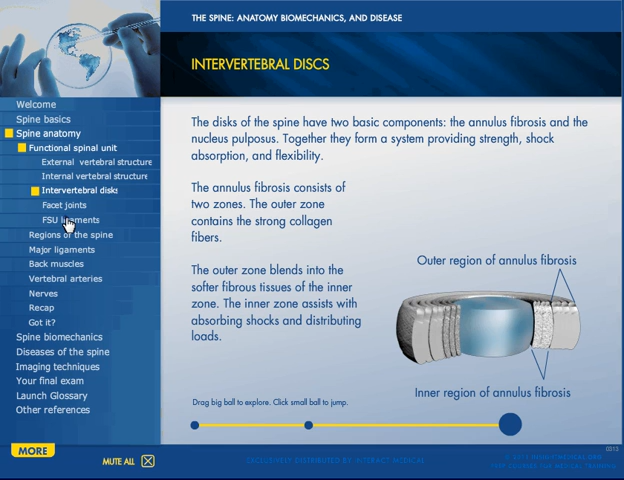 THE SPINE: ANATOMY BIOMECHANICS, AND DISEASE
INTERVERTEBRAL DISCS
Welcome
Spine basics
Spine anatomy
Functional spinal unit
External vertebral structure
Internal vertebral structure
Intervertebral disks
Facet joints
FSU ligaments
Regions of the spine
Major ligaments
Back muscles
Vertebral arteries
Nerves
Recap
Got it?
Spine biomechanics
Diseases of the spine
Imaging techniques
Your final exam
Launch Glossary
Other references
The disks of the spine have two basic components: the annulus fibrosis and the
nucleus pulposus. Together they form a system providing strength, shock
absorption, and flexibility.
The annulus fibrosis consists of
two zones. The outer zone
contains the strong collagen
fibers.
The outer zone blends into the
softer fibrous tissues of the inner
zone. The inner zone assists with
absorbing shocks and distributing
loads.
Outer region of annulus fibrosis
Inner region of annulus fibrosis
Drag big ball to explore. Click small ball to jump.
MORE
MUTE ALL
EXCLUSIVELY DISTRIBUTED BY INTERACT MEDICAL